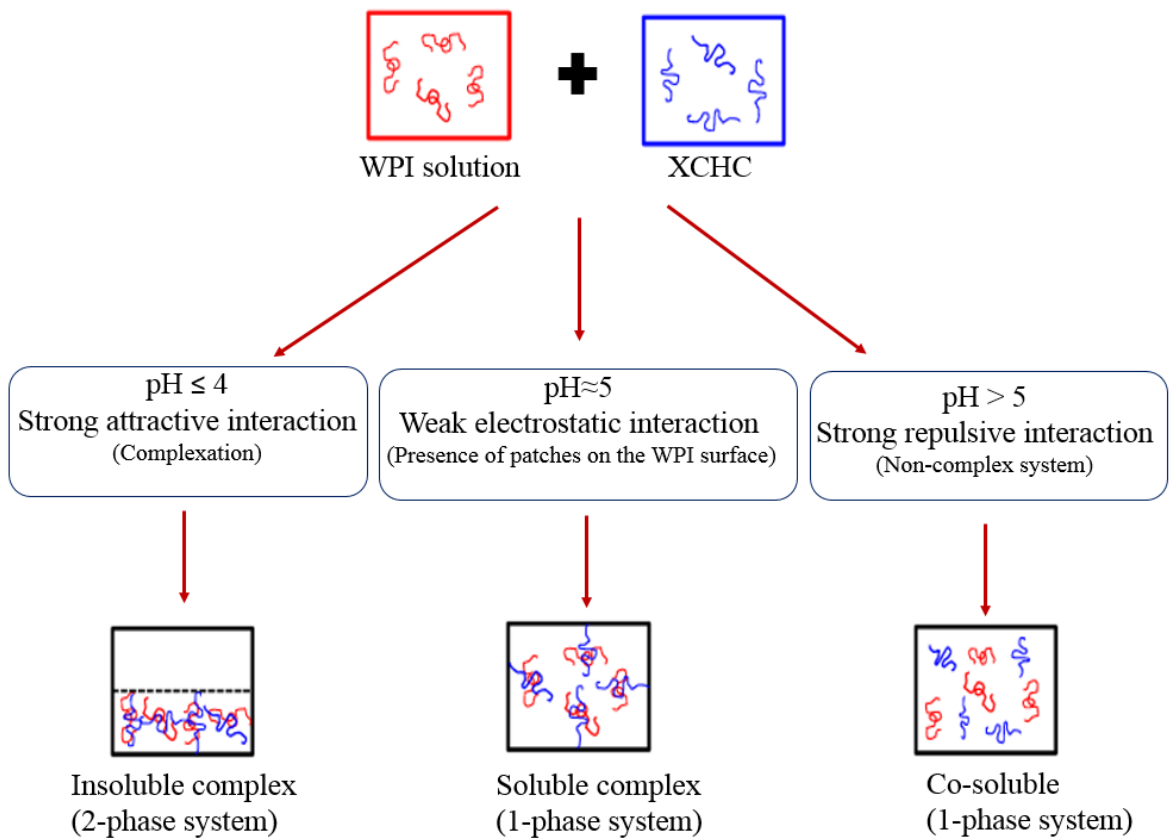 WPI solution
XCHC
pH ≤ 4
Strong attractive interaction
(Complexation)
pH≈5
Weak electrostatic interaction
(Presence of patches on the WPI surface)
pH > 5
Strong repulsive interaction
(Non-complex system)
Insoluble complex
(2-phase system)
Soluble complex
(1-phase system)
Co-soluble
(1-phase system)